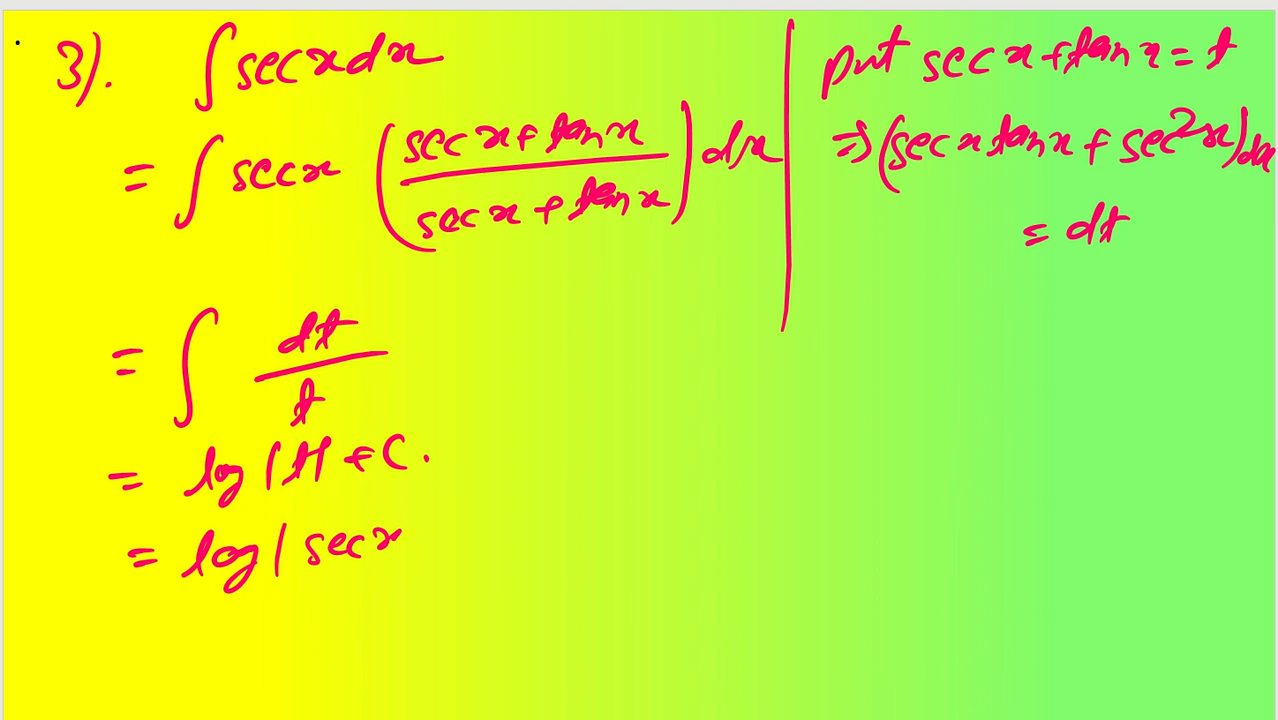 3). ∫ secx dx
= ∫ secx ( (secx + tanx) / (secx + tanx) ) dx
= ∫ dt / t
= log |t| + C.
= log | secx
put secx + tanx = t
⇒ (secx tanx + sec²x) dx
= dt